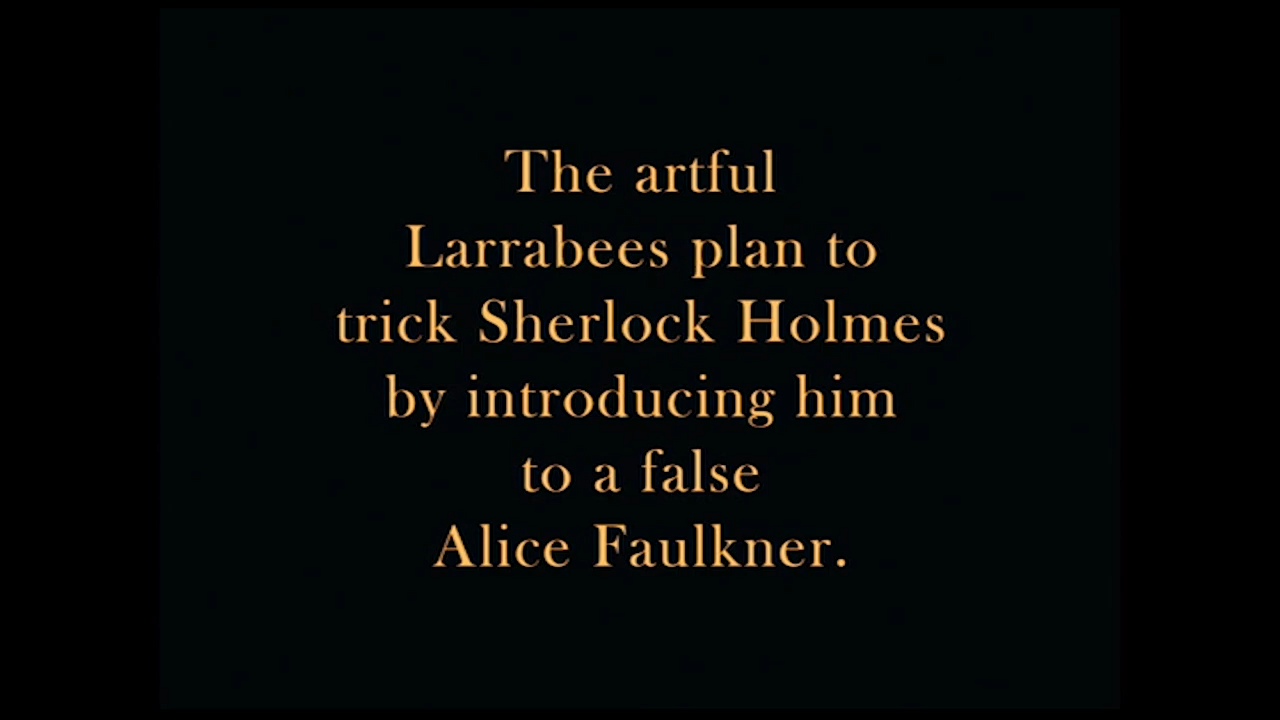 The artful
Larrabees plan to
trick Sherlock Holmes
by introducing him
to a false
Alice Faulkner.